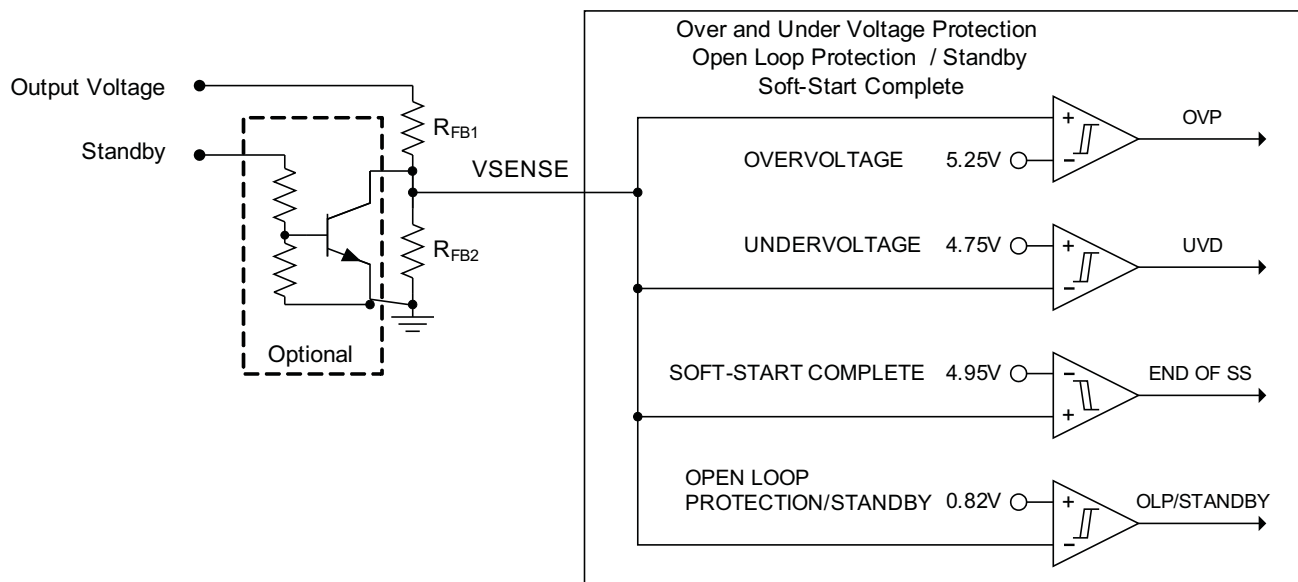 Over and Under Voltage Protection
Open Loop Protection / Standby
Soft-Start Complete
Output Voltage
Standby
Optional
RFB1
RFB2
VSENSE
OVERVOLTAGE 5.25V
+
−
OVP
UNDERVOLTAGE 4.75V
+
−
UVD
SOFT-START COMPLETE 4.95V
−
+
END OF SS
OPEN LOOP
PROTECTION/STANDBY 0.82V
+
−
OLP/STANDBY